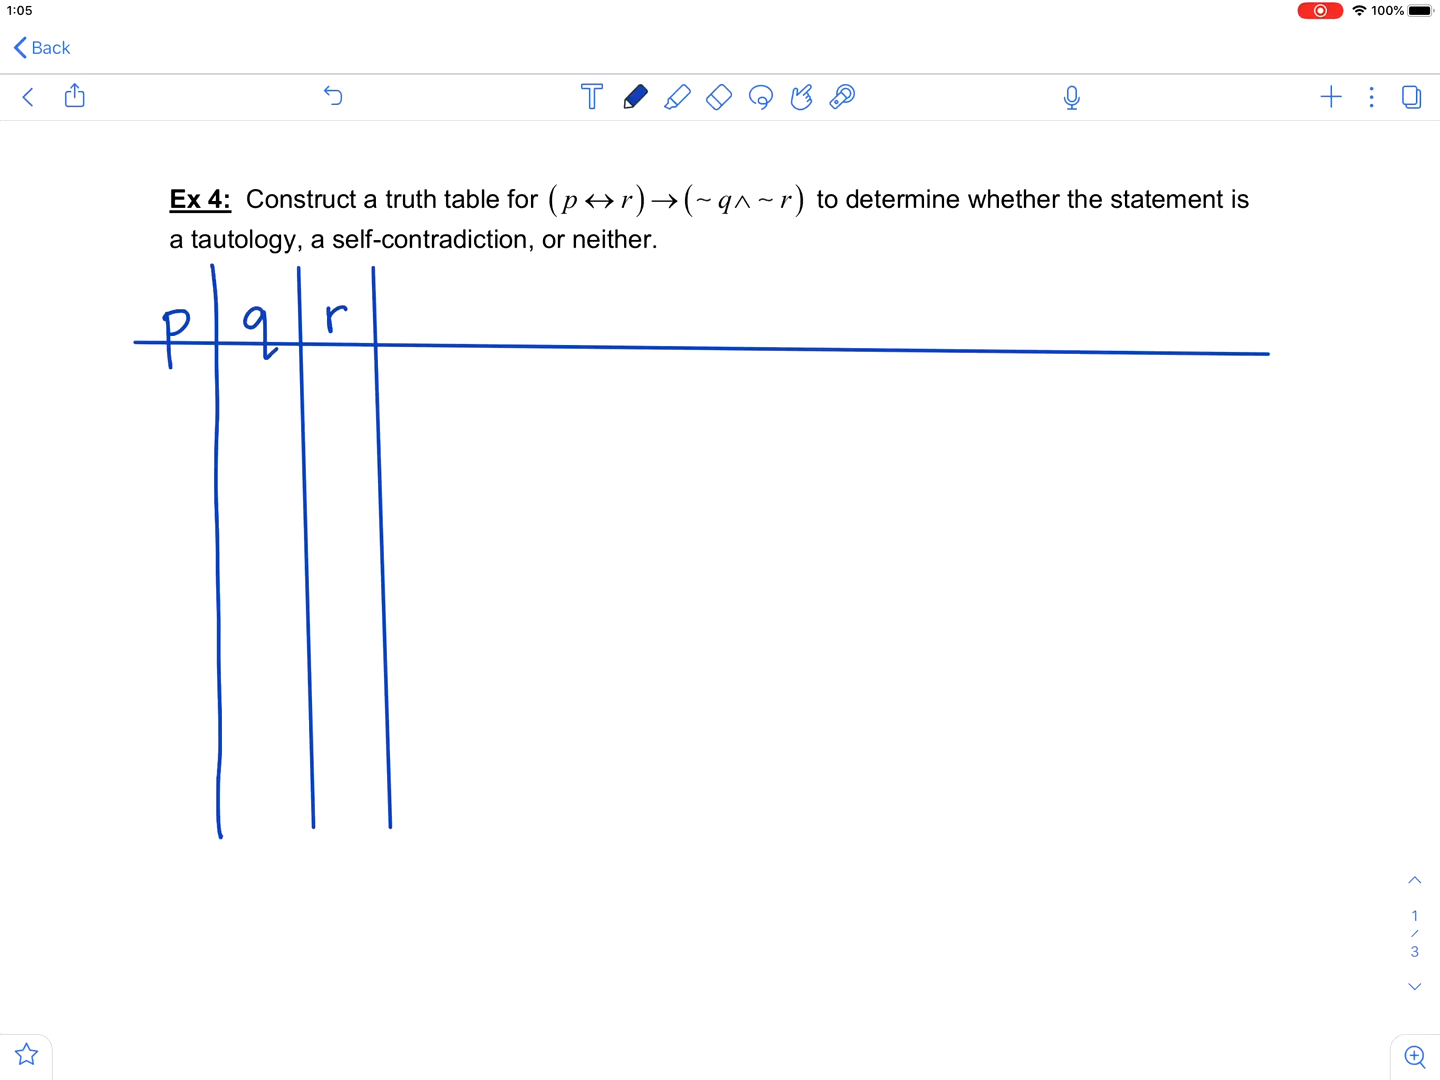 1:05
100%
Back
Ex 4: Construct a truth table for (p↔r)→(~q∧~r) to determine whether the statement is
a tautology, a self-contradiction, or neither.
p q r
1
/
3